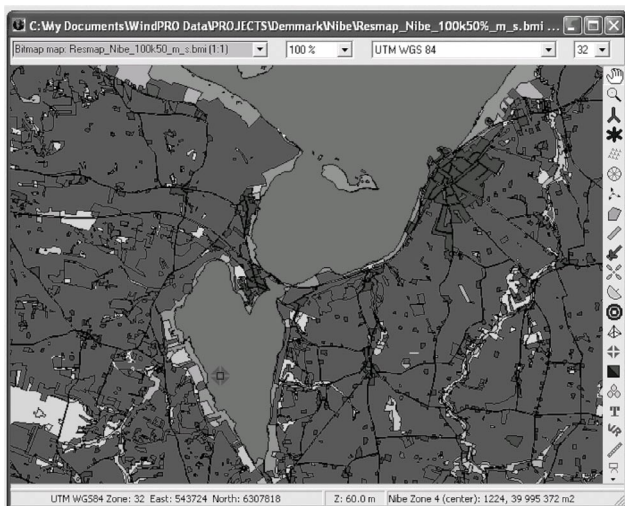 C:\My Documents\WindPRO Data\PROJECTS\Denmark\Nibe\Resmap_Nibe_100k50%_m_s.bmi ...
Bitmap map: Resmap_Nibe_100k50_m_s.bmi (1:1) 100 % UTM WGS 84 32
T
UTM WGS84 Zone: 32 East: 543724 North: 6307818 Z: 60.0 m Nibe Zone 4 (center): 1224, 39 995 372 m2